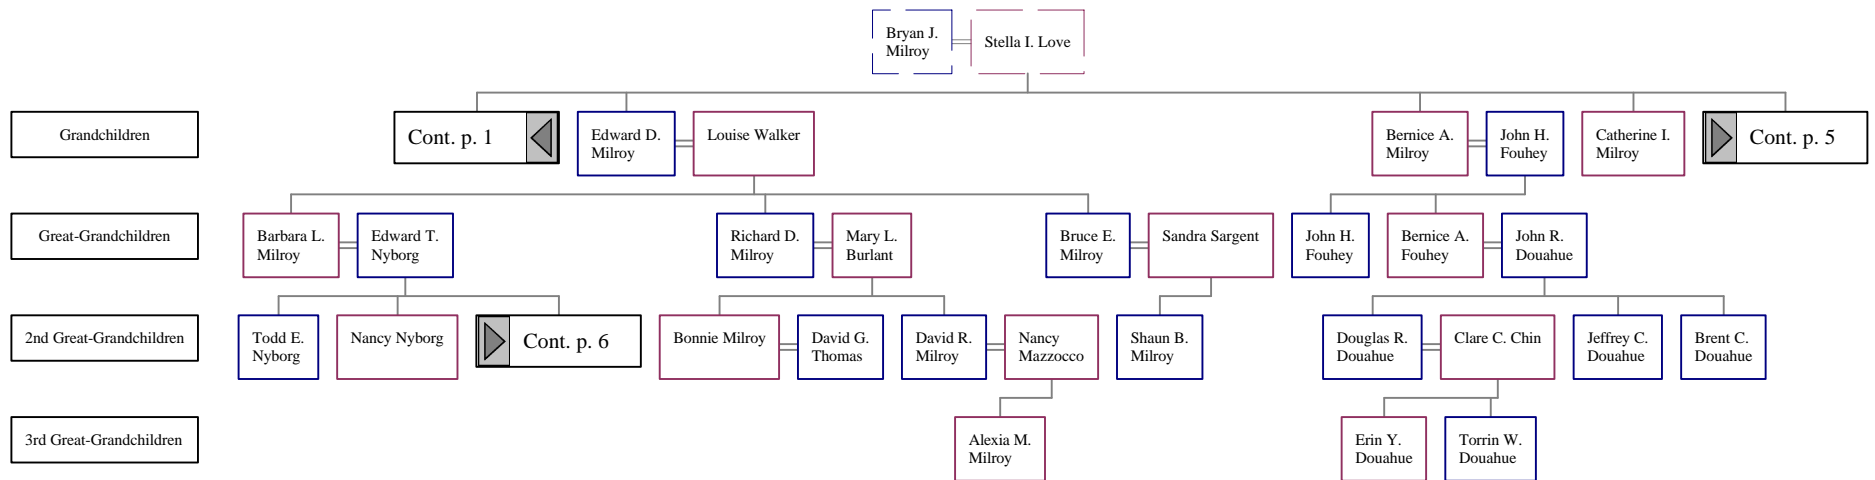 Bryan J.
Milroy
Stella I. Love
Grandchildren
Cont. p. 1
Edward D.
Milroy
Louise Walker
Bernice A.
Milroy
John H.
Fouhey
Catherine I.
Milroy
Cont. p. 5
Great-Grandchildren
Barbara L.
Milroy
Edward T.
Nyborg
Richard D.
Milroy
Mary L.
Burlant
Bruce E.
Milroy
Sandra Sargent
John H.
Fouhey
Bernice A.
Fouhey
John R.
Douahue
2nd Great-Grandchildren
Todd E.
Nyborg
Nancy Nyborg
Cont. p. 6
Bonnie Milroy
David G.
Thomas
David R.
Milroy
Nancy
Mazzocco
Shaun B.
Milroy
Douglas R.
Douahue
Clare C. Chin
Jeffrey C.
Douahue
Brent C.
Douahue
3rd Great-Grandchildren
Alexia M.
Milroy
Erin Y.
Douahue
Torrin W.
Douahue